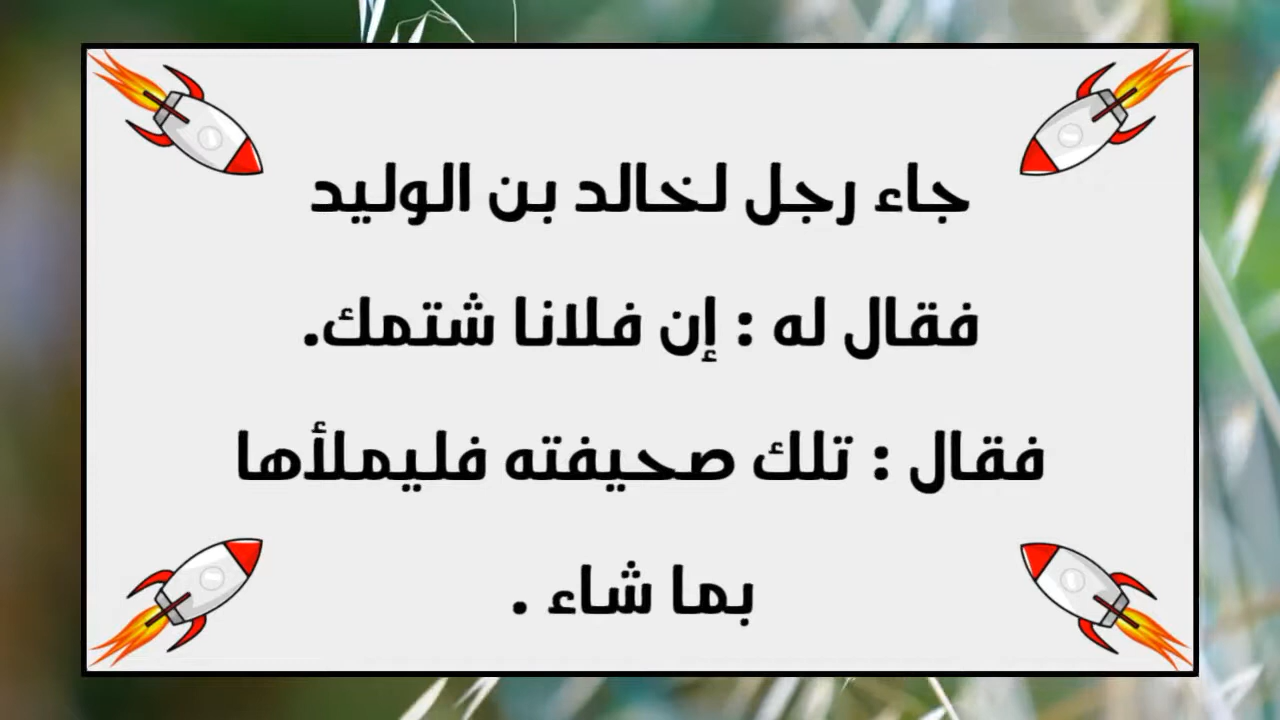 جاء رجل لخالد بن الوليد
فقال له : إن فلانا شتمك.
فقال : تلك صحيفته فليملأها
بما شاء .